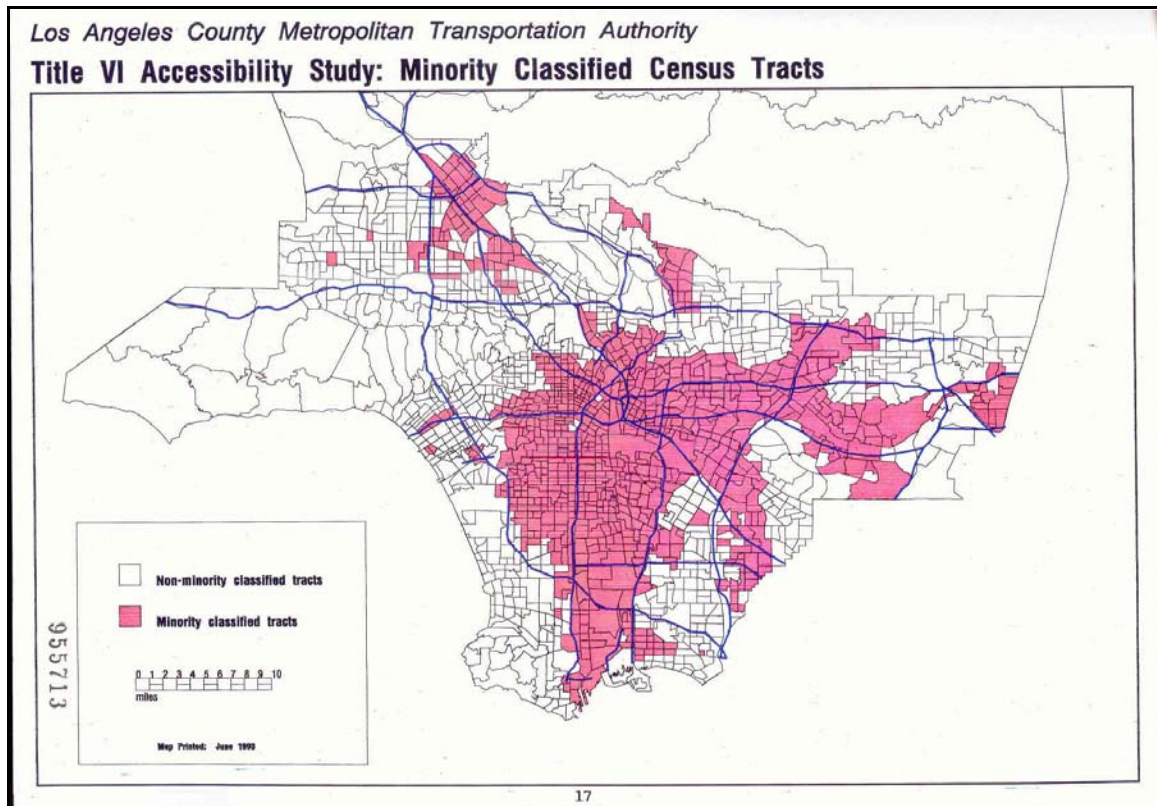 Los Angeles County Metropolitan Transportation Authority
Title VI Accessibility Study: Minority Classified Census Tracts
Non-minority classified tracts
Minority classified tracts
0 1 2 3 4 5 6 7 8 9 10
miles
Map Printed: June 1993
955713
17